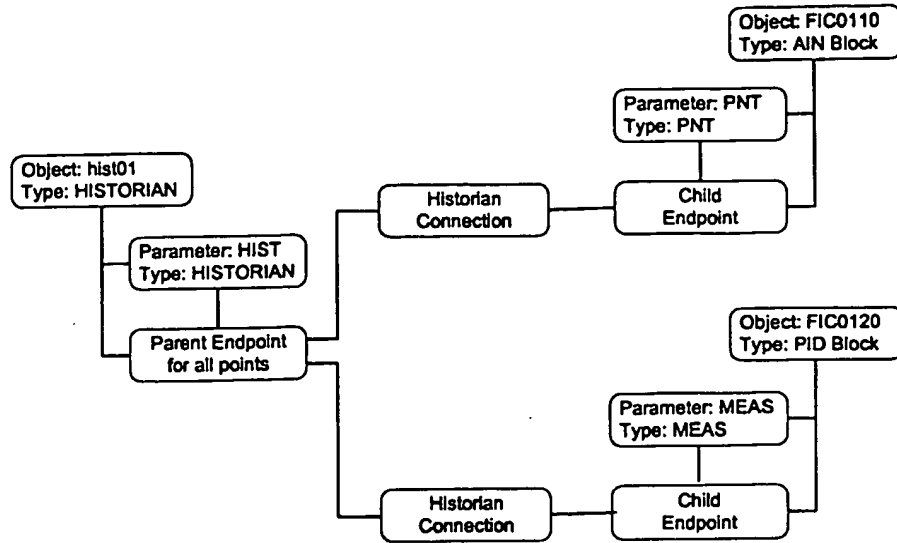 Object: FIC0110
Type: AIN Block
Parameter: PNT
Type: PNT
Object: hist01
Type: HISTORIAN
Historian
Connection
Child
Endpoint
Parameter: HIST
Type: HISTORIAN
Parent Endpoint
for all points
Object: FIC0120
Type: PID Block
Parameter: MEAS
Type: MEAS
Historian
Connection
Child
Endpoint